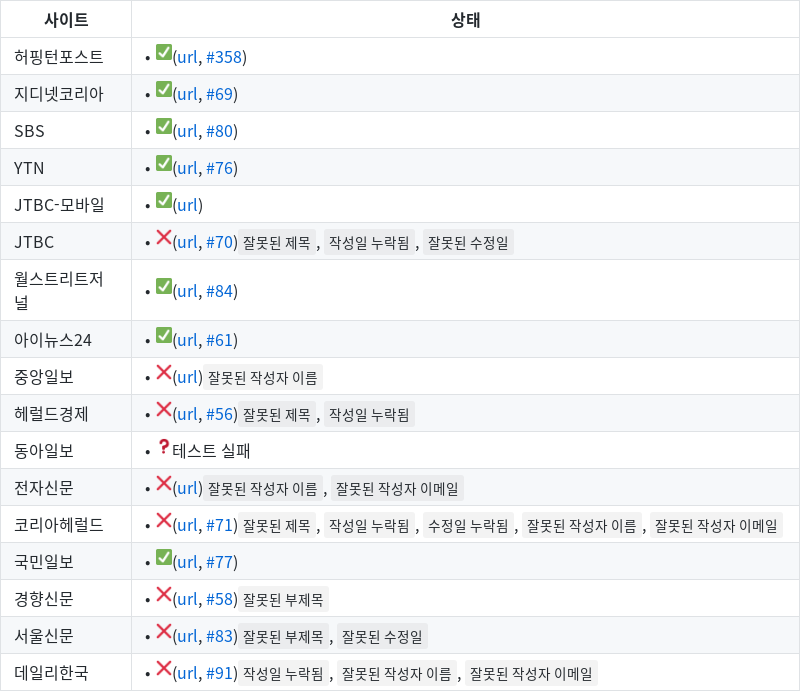 사이트 상태
허핑턴포스트 • ✅(url, #358)
지디넷코리아 • ✅(url, #69)
SBS • ✅(url, #80)
YTN • ✅(url, #76)
JTBC-모바일 • ✅(url)
JTBC • ❌(url, #70) 잘못된 제목 , 작성일 누락됨 , 잘못된 수정일
월스트리트저
널 • ✅(url, #84)
아이뉴스24 • ✅(url, #61)
중앙일보 • ❌(url) 잘못된 작성자 이름
헤럴드경제 • ❌(url, #56) 잘못된 제목 , 작성일 누락됨
동아일보 • ❓테스트 실패
전자신문 • ❌(url) 잘못된 작성자 이름 , 잘못된 작성자 이메일
코리아헤럴드 • ❌(url, #71) 잘못된 제목 , 작성일 누락됨 , 수정일 누락됨 , 잘못된 작성자 이름 , 잘못된 작성자 이메일
국민일보 • ✅(url, #77)
경향신문 • ❌(url, #58) 잘못된 부제목
서울신문 • ❌(url, #83) 잘못된 부제목 , 잘못된 수정일
데일리한국 • ❌(url, #91) 작성일 누락됨 , 잘못된 작성자 이름 , 잘못된 작성자 이메일